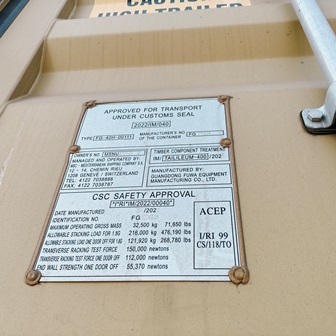 CAUTION
HIGH TRAILER
APPROVED FOR TRANSPORT
UNDER CUSTOMS SEAL
2022/IM/040
TYPE FG-40H-00111 MANUFACTURER'S NO. OF THE CONTAINER FG
OWNER'S NO. MSNU
MANAGED AND OPERATED BY:
MSC - MEDITERRANEAN SHIPPING COMPANY S.A.
12 - 14, CHEMIN RIEU
1208 GENEVE / SWITZERLAND
TEL. 4122 7038888
FAX. 4122 7038787
TIMBER COMPONENT TREATMENT
IM/TAILILEUM-400/202
MANUFACTURED BY:
GUANGDONG FUWA EQUIPMENT
MANUFACTURING CO., LTD.
CSC SAFETY APPROVAL
"I"RI"IM/2022/00040"
DATE MANUFACTURED /202
IDENTIFICATION NO. FG
MAXIMUM OPERATING GROSS MASS 32,500 kg 71,650 lbs
ALLOWABLE STACKING LOAD FOR 1.8G 216,000 kg 476,190 lbs
ALLOWABLE STACKING LOAD ONE DOOR OFF FOR 1.8G 121,920 kg 268,780 lbs
TRANSVERSE RACKING TEST FORCE 150,000 newtons
TRANSVERSE RACKING TEST FORCE ONE DOOR OFF 112,000 newtons
END WALL STRENGTH ONE DOOR OFF 55,370 newtons
ACEP
I/RI 99
CS/118/TO